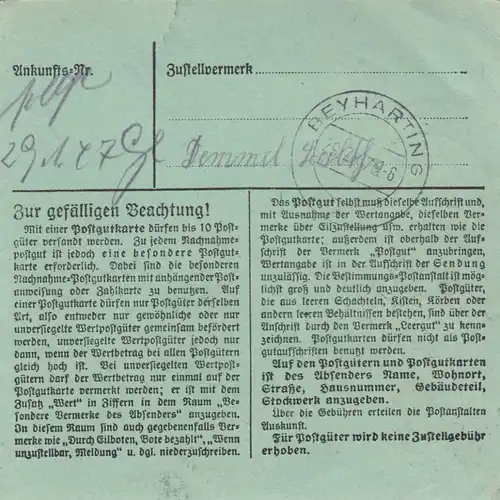 Ankunfts-Nr.
Zustellvermerk
29/1 47
Demmel
BEYHARTING
Zur gefälligen Beachtung!
Mit einer Postgutkarte dürfen bis 10 Post-
güter versandt werden. Zu jedem Nachnahme-
postgut ist jedoch eine besondere Postgut-
karte erforderlich. Dabei sind die besonderen
Nachnahme-Postgutkarten mit anhängender Post-
anweisung oder Zahlkarte zu benutzen. Auf
einer Postgutkarte dürfen nur Postgüter derselben
Art, also entweder nur gewöhnliche oder nur
unversiegelte Wertpostgüter gemeinsam befördert
werden, unversiegelte Wertpostgüter jedoch nur
dann, wenn der Wertbetrag bei allen Postgütern
gleich hoch ist. Bei unversiegelten Wertpost-
gütern darf der Wertbetrag nur einmal auf der
Postgutkarte vermerkt werden; er ist mit dem
Zusatz „Wert" in Ziffern in dem Raum „Be-
sondere Vermerke des Absenders" anzugeben.
In diesem Raum sind auch gegebenenfalls Ver-
merke wie „Durch Eilboten, Bote bezahlt", „Wenn
unzustellbar, Meldung" u. dgl. niederzuschreiben.
Das Postgut selbst muß dieselbe Aufschrift und,
mit Ausnahme der Wertangabe, dieselben Ver-
merke über Eilzustellung usw. erhalten wie die
Postgutkarte; außerdem ist oberhalb der Auf-
schrift der Vermerk „Postgut" anzubringen,
Wertangabe ist in der Aufschrift der Sendung
unzulässig. Die Bestimmungs-Postanstalt ist mög-
lichst groß und deutlich anzugeben. Postgüter,
die aus leeren Schachteln, Kisten, Körben oder
andern leeren Behältnissen bestehen, sind über der
Anschrift durch den Vermerk „Leergut" zu kenn-
zeichnen. Postgutkarten dürfen nicht als Post-
gutaufschriften benutzt werden.
Auf den Postgütern und Postgutkarten
ist des Absenders Name, Wohnort,
Straße, Hausnummer, Gebäudeteil,
Stockwerk anzugeben.
Über die Gebühren erteilen die Postanstalten
Auskunft.
Für Postgüter wird keine Zustellgebühr
erhoben.